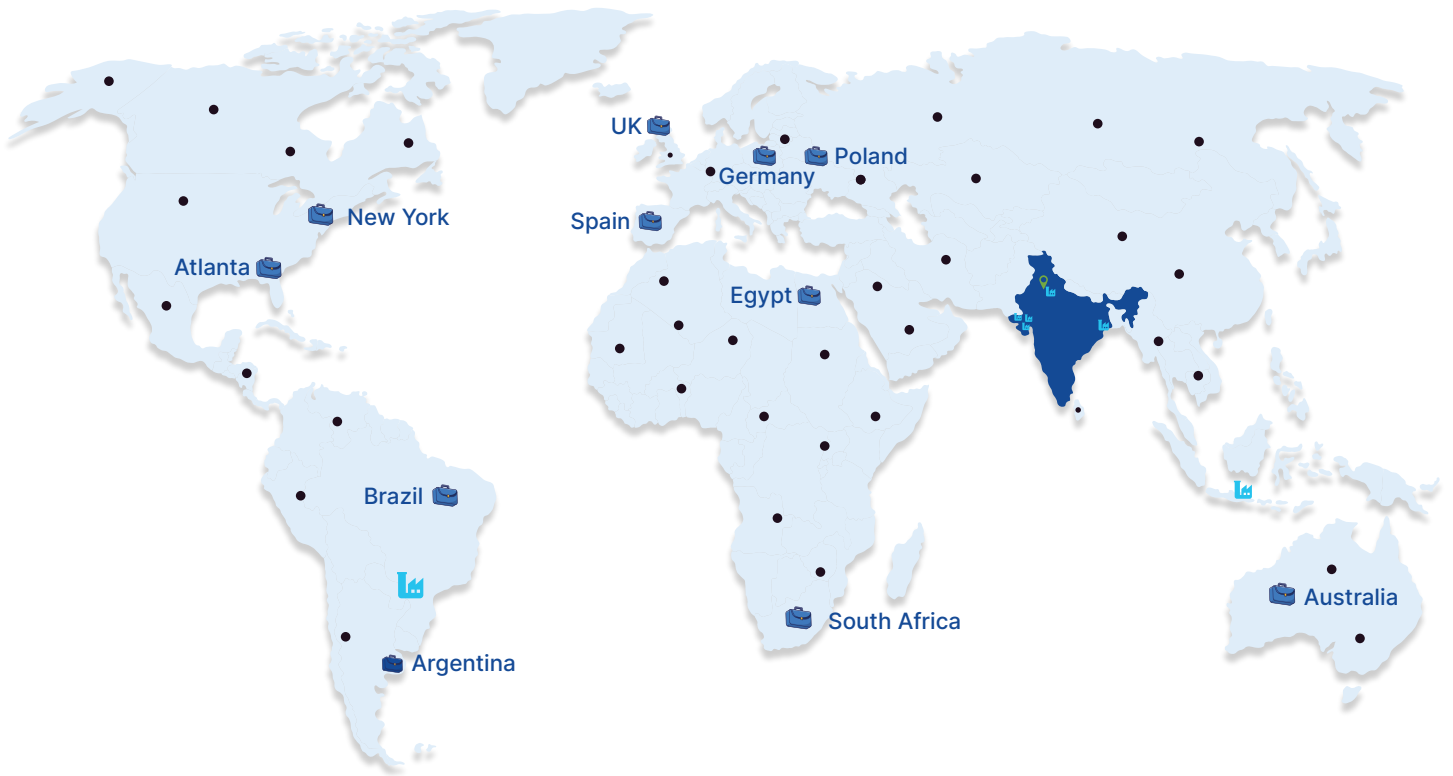 UK
Poland
Germany
New York
Spain
Atlanta
Egypt
Brazil
Australia
South Africa
Argentina